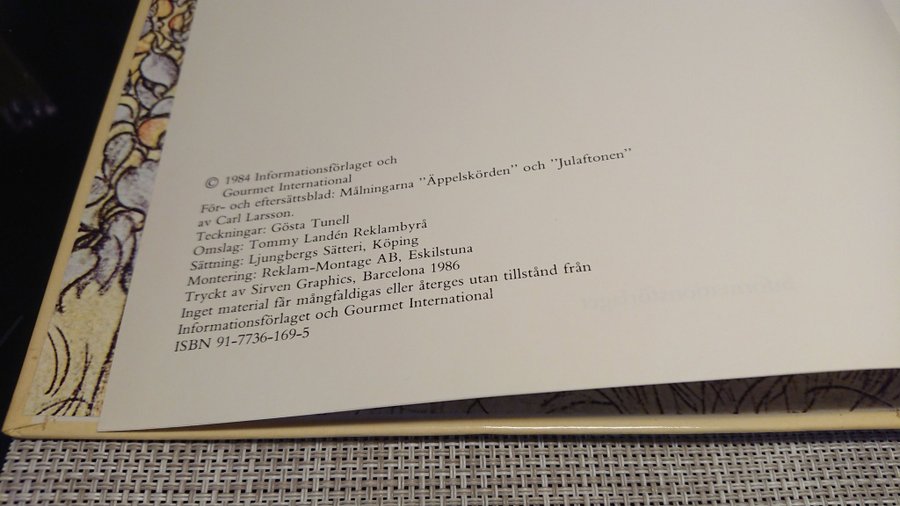 © 1984 Informationsförlaget och
Gourmet International
För- och eftersättsblad: Målningarna ”Äppelskörden” och ”Julaftonen”
av Carl Larsson.
Teckningar: Gösta Tunell
Omslag: Tommy Landén Reklambyrå
Sättning: Ljungbergs Sätteri, Köping
Montering: Reklam-Montage AB, Eskilstuna
Tryckt av Sirven Graphics, Barcelona 1986
Inget material får mångfaldigas eller återges utan tillstånd från
Informationsförlaget och Gourmet International
ISBN 91-7736-169-5